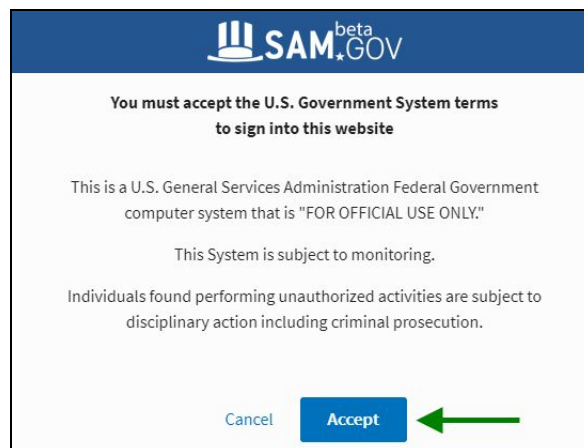 SAM.GOV beta
You must accept the U.S. Government System terms
to sign into this website
This is a U.S. General Services Administration Federal Government
computer system that is "FOR OFFICIAL USE ONLY."
This System is subject to monitoring.
Individuals found performing unauthorized activities are subject to
disciplinary action including criminal prosecution.
Cancel Accept